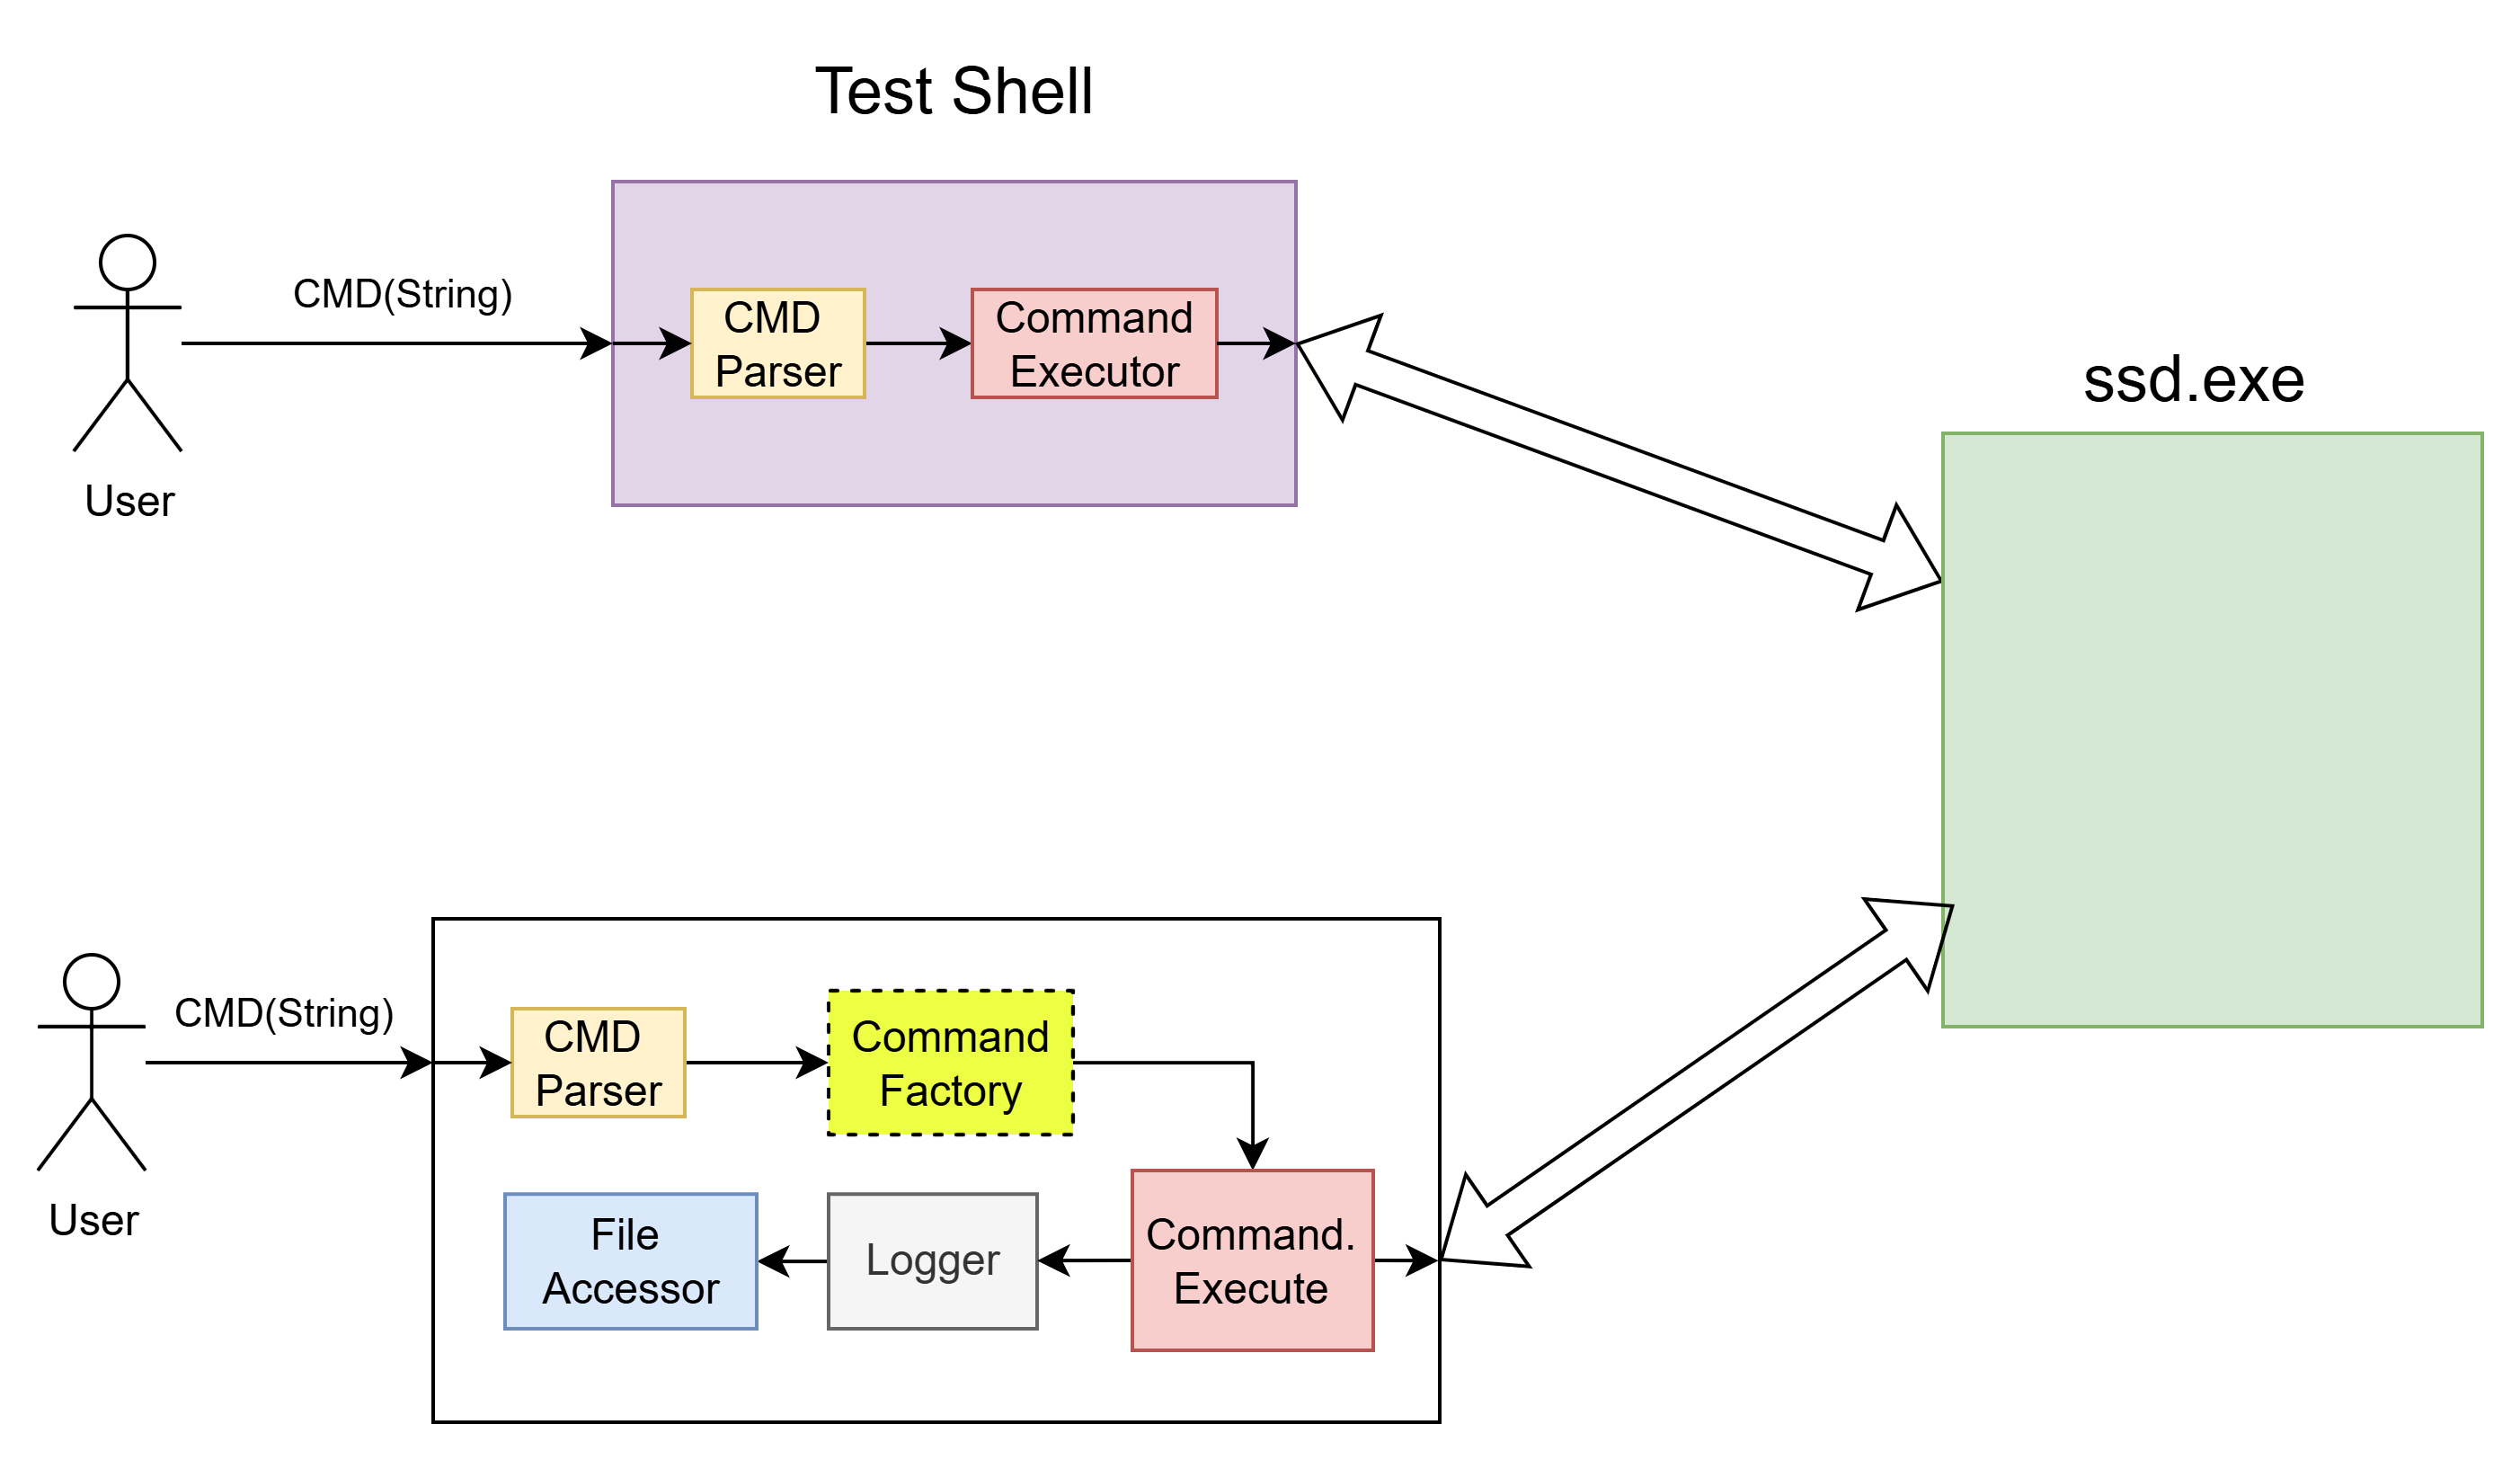 Test Shell
CMD(String)
CMD
Parser
Command
Executor
User
ssd.exe
CMD(String)
CMD
Parser
Command
Factory
User
File
Accessor
Logger
Command.
Execute